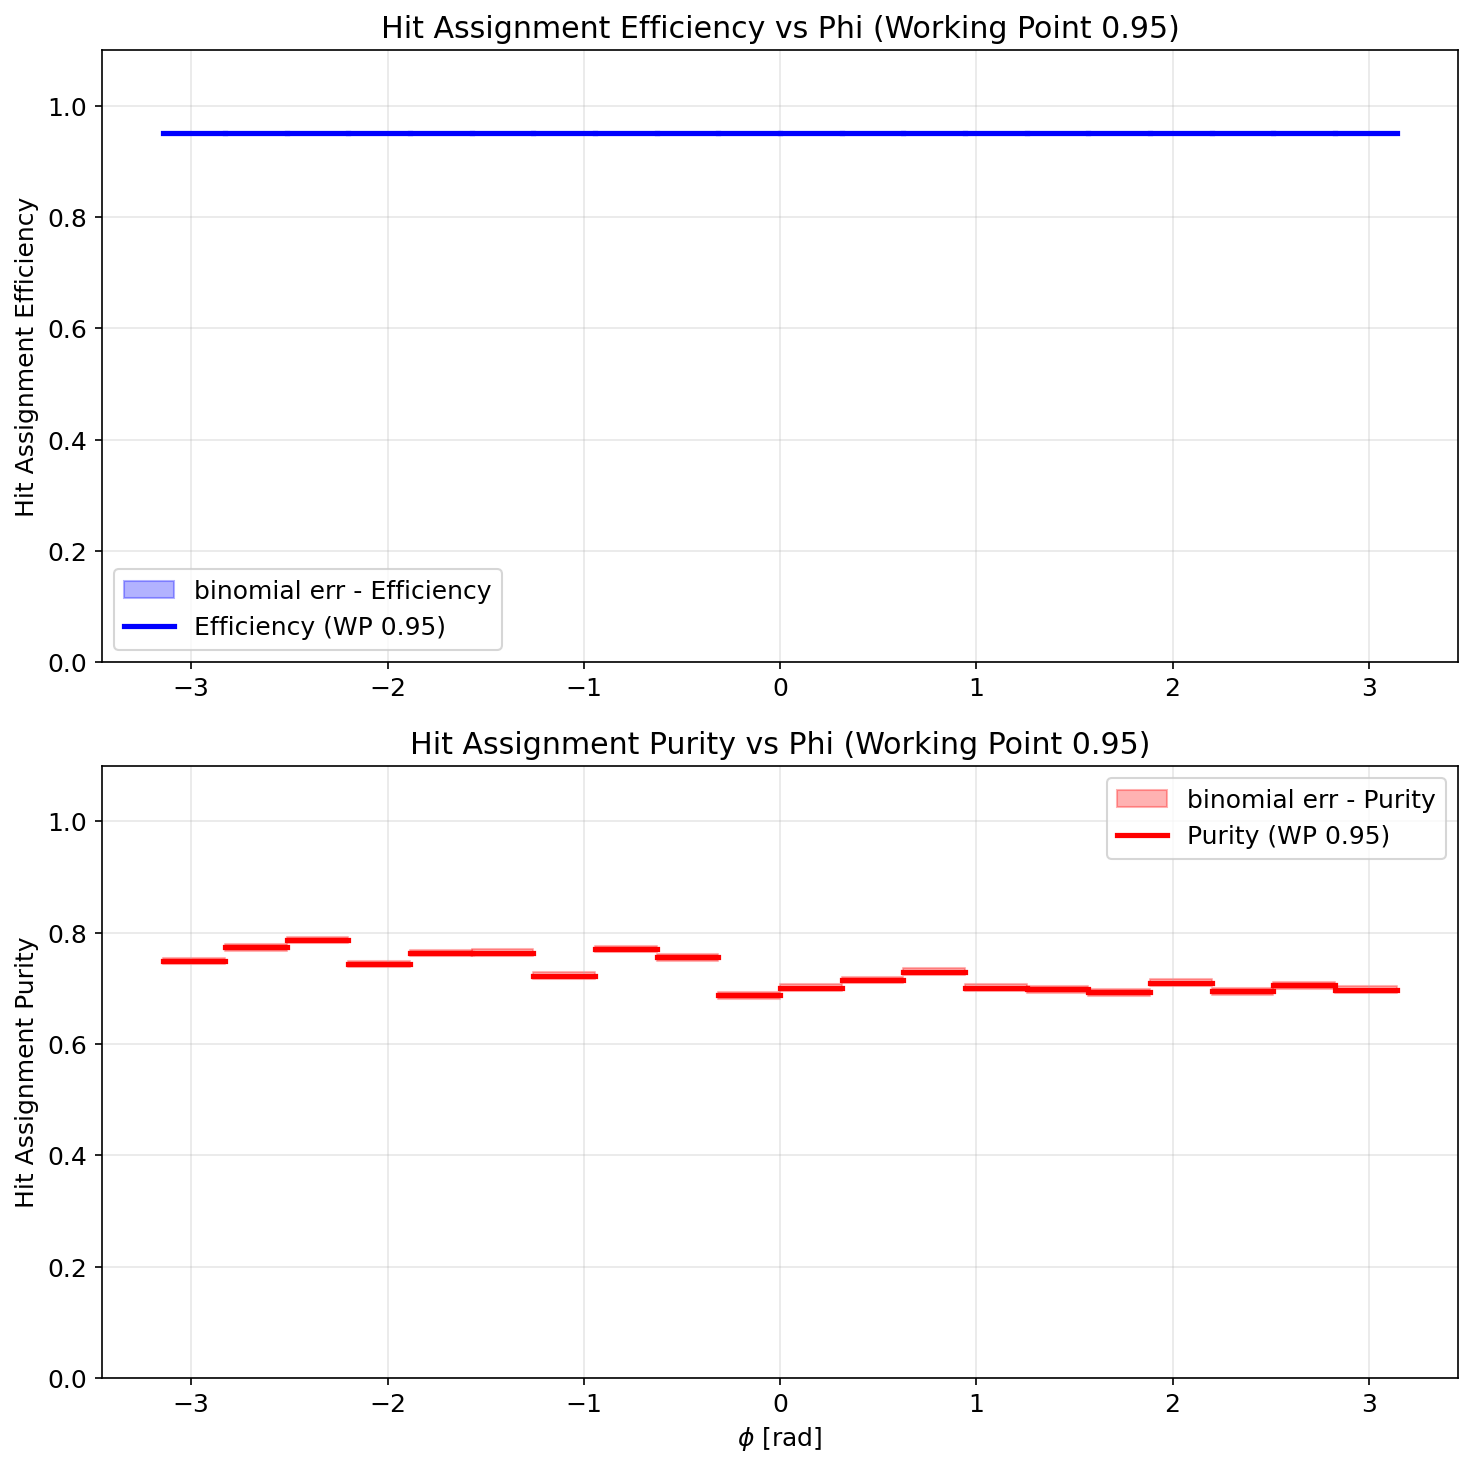 Hit Assignment Efficiency vs Phi (Working Point 0.95)
Hit Assignment Efficiency
1.0
0.8
0.6
0.4
0.2
0.0
binomial err - Efficiency
Efficiency (WP 0.95)
−3 −2 −1 0 1 2 3
Hit Assignment Purity vs Phi (Working Point 0.95)
Hit Assignment Purity
1.0
0.8
0.6
0.4
0.2
0.0
binomial err - Purity
Purity (WP 0.95)
−3 −2 −1 0 1 2 3
ϕ [rad]